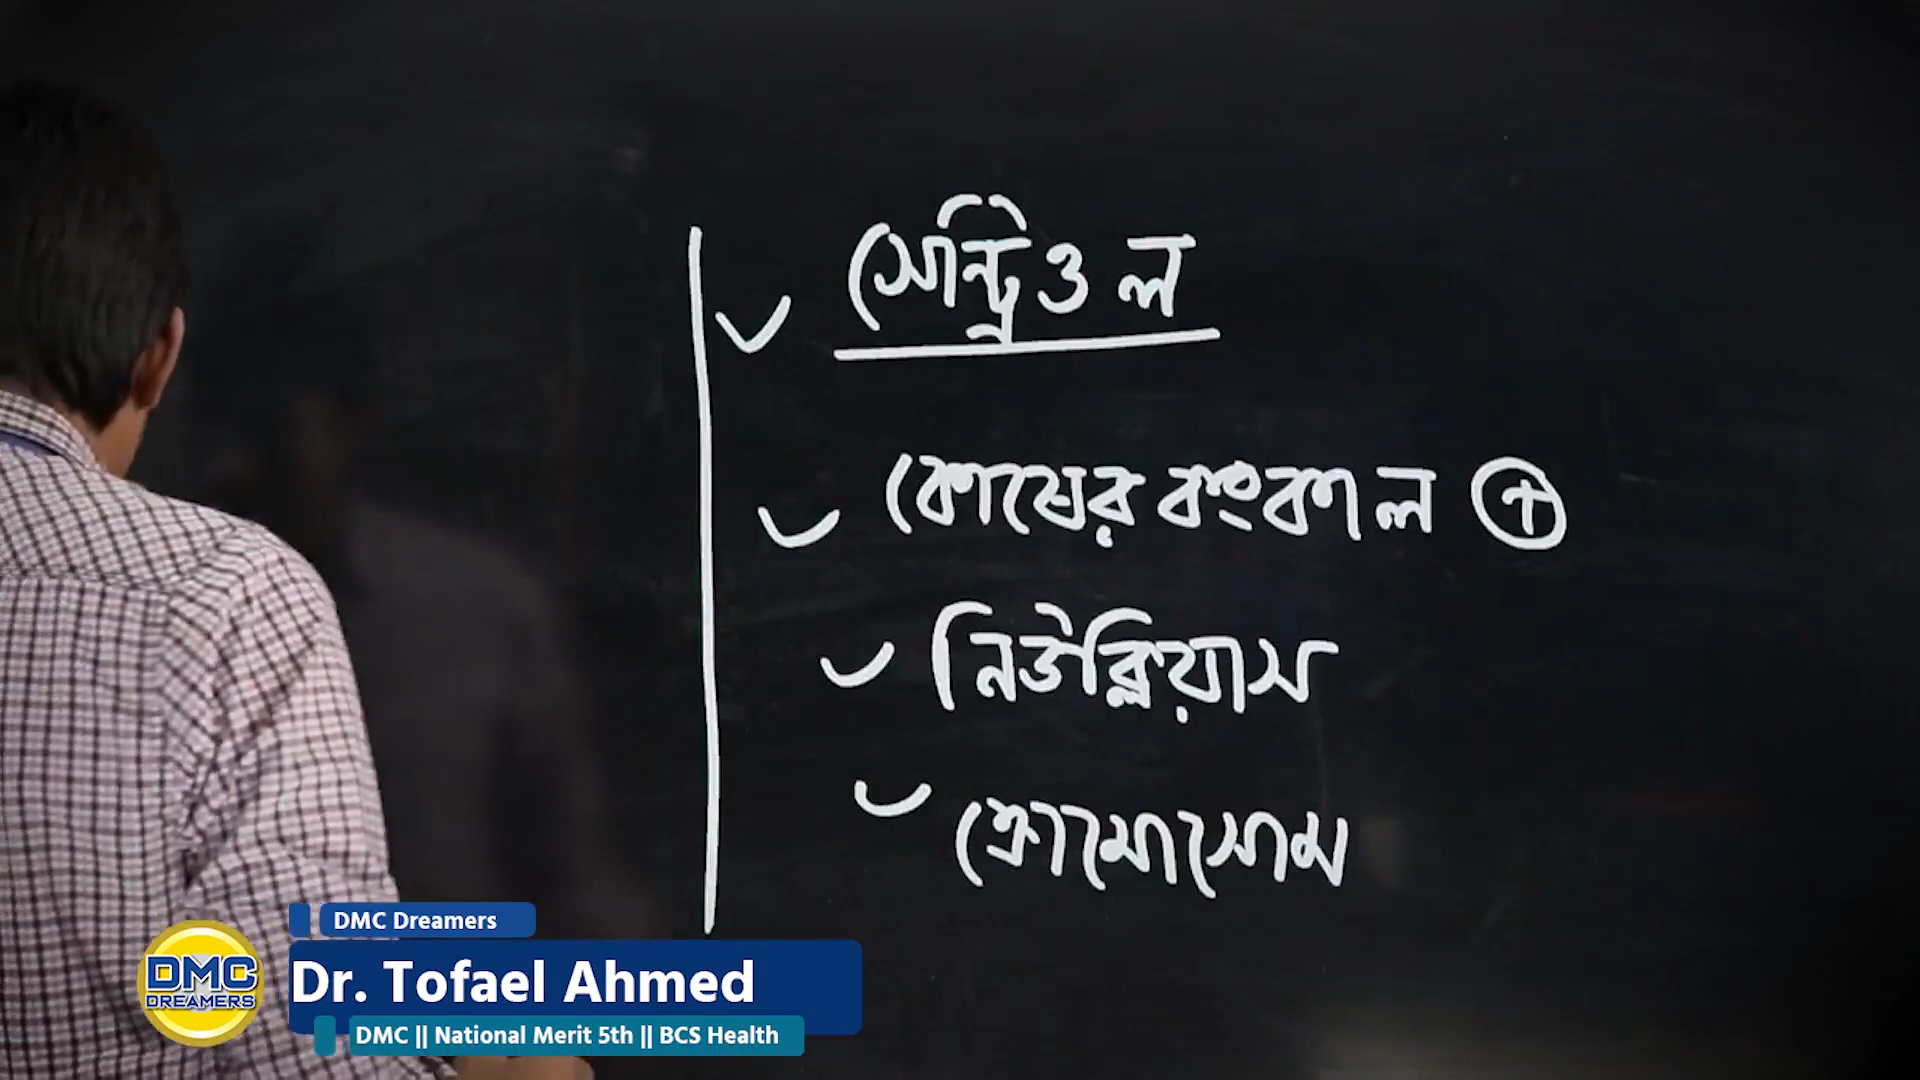 সেন্ট্রিওল
কোষের কংকাল +
নিউক্লিয়াস
ক্রোমোসোম
DMC Dreamers
Dr. Tofael Ahmed
DMC || National Merit 5th || BCS Health
DMC
DREAMERS